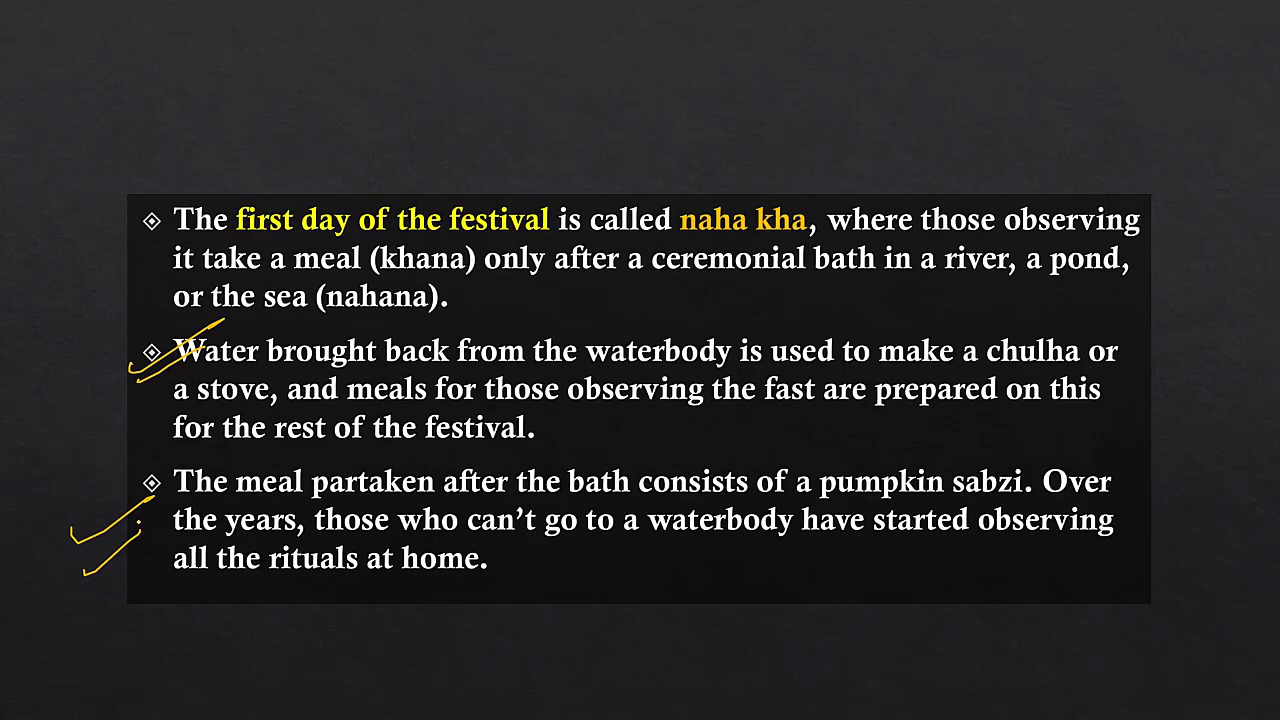 The first day of the festival is called naha kha, where those observing
it take a meal (khana) only after a ceremonial bath in a river, a pond,
or the sea (nahana).
Water brought back from the waterbody is used to make a chulha or
a stove, and meals for those observing the fast are prepared on this
for the rest of the festival.
The meal partaken after the bath consists of a pumpkin sabzi. Over
the years, those who can’t go to a waterbody have started observing
all the rituals at home.